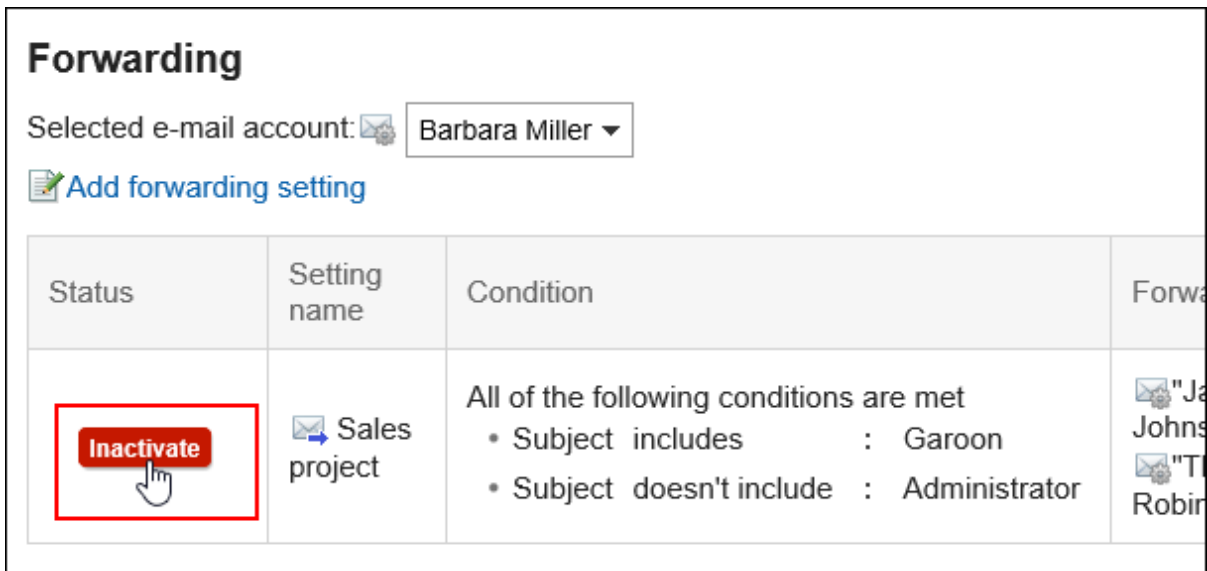 Forwarding
Selected e-mail account: Barbara Miller
Add forwarding setting
Status
Setting
name
Condition
Inactivate
Sales
project
All of the following conditions are met
• Subject includes : Garoon
• Subject doesn't include : Administrator